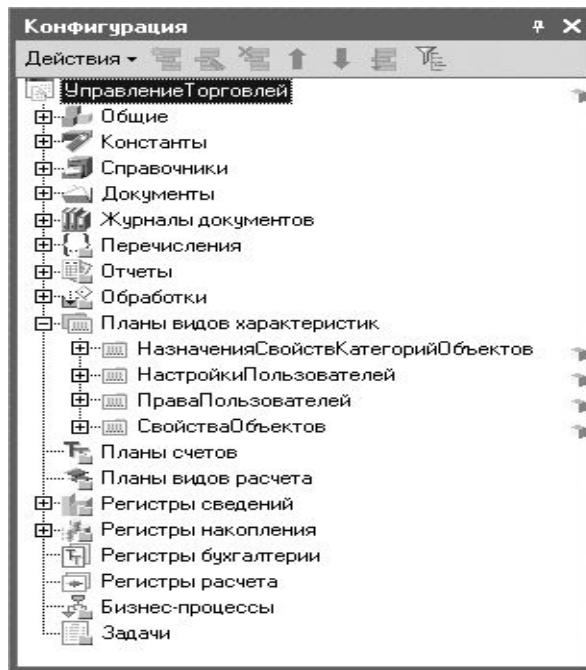 Конфигурация
Действия
УправлениеТорговлей
Общие
Константы
Справочники
Документы
Журналы документов
Перечисления
Отчеты
Обработки
Планы видов характеристик
НазначенияСвойствКатегорийОбъектов
НастройкиПользователей
ПраваПользователей
СвойстваОбъектов
Планы счетов
Планы видов расчета
Регистры сведений
Регистры накопления
Регистры бухгалтерии
Регистры расчета
Бизнес-процессы
Задачи